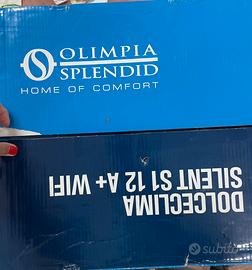 OLIMPIA
SPLENDID
HOME OF COMFORT
DOLCECLIMA
SILENT S1 12 A+ WIFI
subito